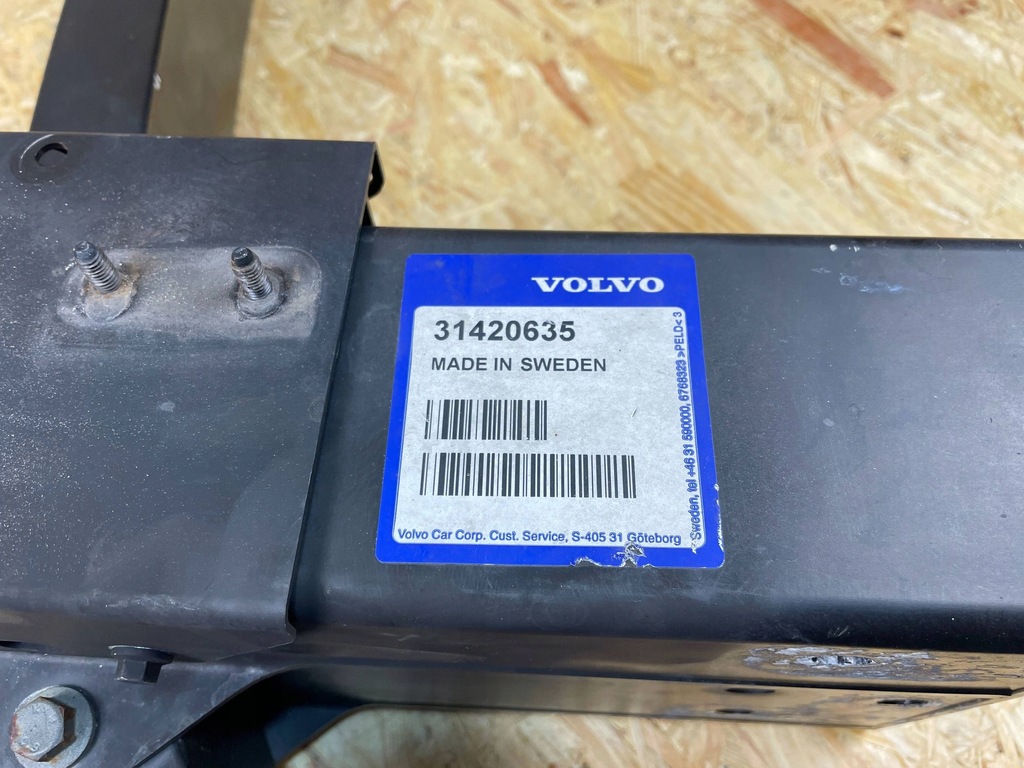 VOLVO
31420635
MADE IN SWEDEN
Volvo Car Corp. Cust. Service, S-405 31 Göteborg
Sweden, tel +46 31 590000, 6768323 >PELD< 3